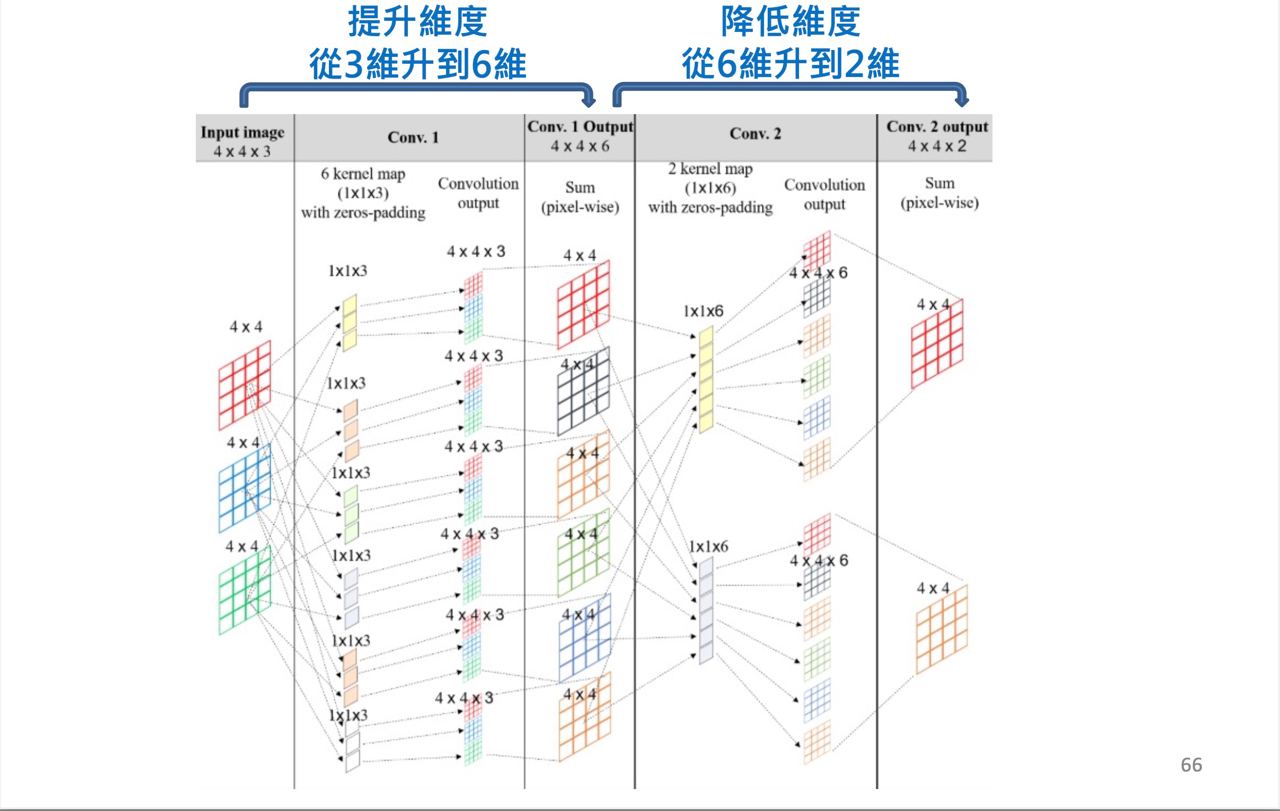 提升維度
從3維升到6維
降低維度
從6維升到2維
Input image
4 x 4 x 3
Conv. 1
Conv. 1 Output
4 x 4 x 6
Conv. 2
Conv. 2 output
4 x 4 x 2
6 kernel map
(1x1x3)
with zeros-padding
Convolution
output
Sum
(pixel-wise)
2 kernel map
(1x1x6)
with zeros-padding
Convolution
output
Sum
(pixel-wise)
4 x 4
4 x 4
4 x 4
1x1x3
1x1x3
1x1x3
1x1x3
1x1x3
1x1x3
4 x 4 x 3
4 x 4 x 3
4 x 4 x 3
4 x 4 x 3
4 x 4 x 3
4 x 4 x 3
4 x 4
4 x 4
4 x 4
4 x 4
4 x 4
4 x 4
1x1x6
1x1x6
4 x 4 x 6
4 x 4 x 6
4 x 4
4 x 4
66